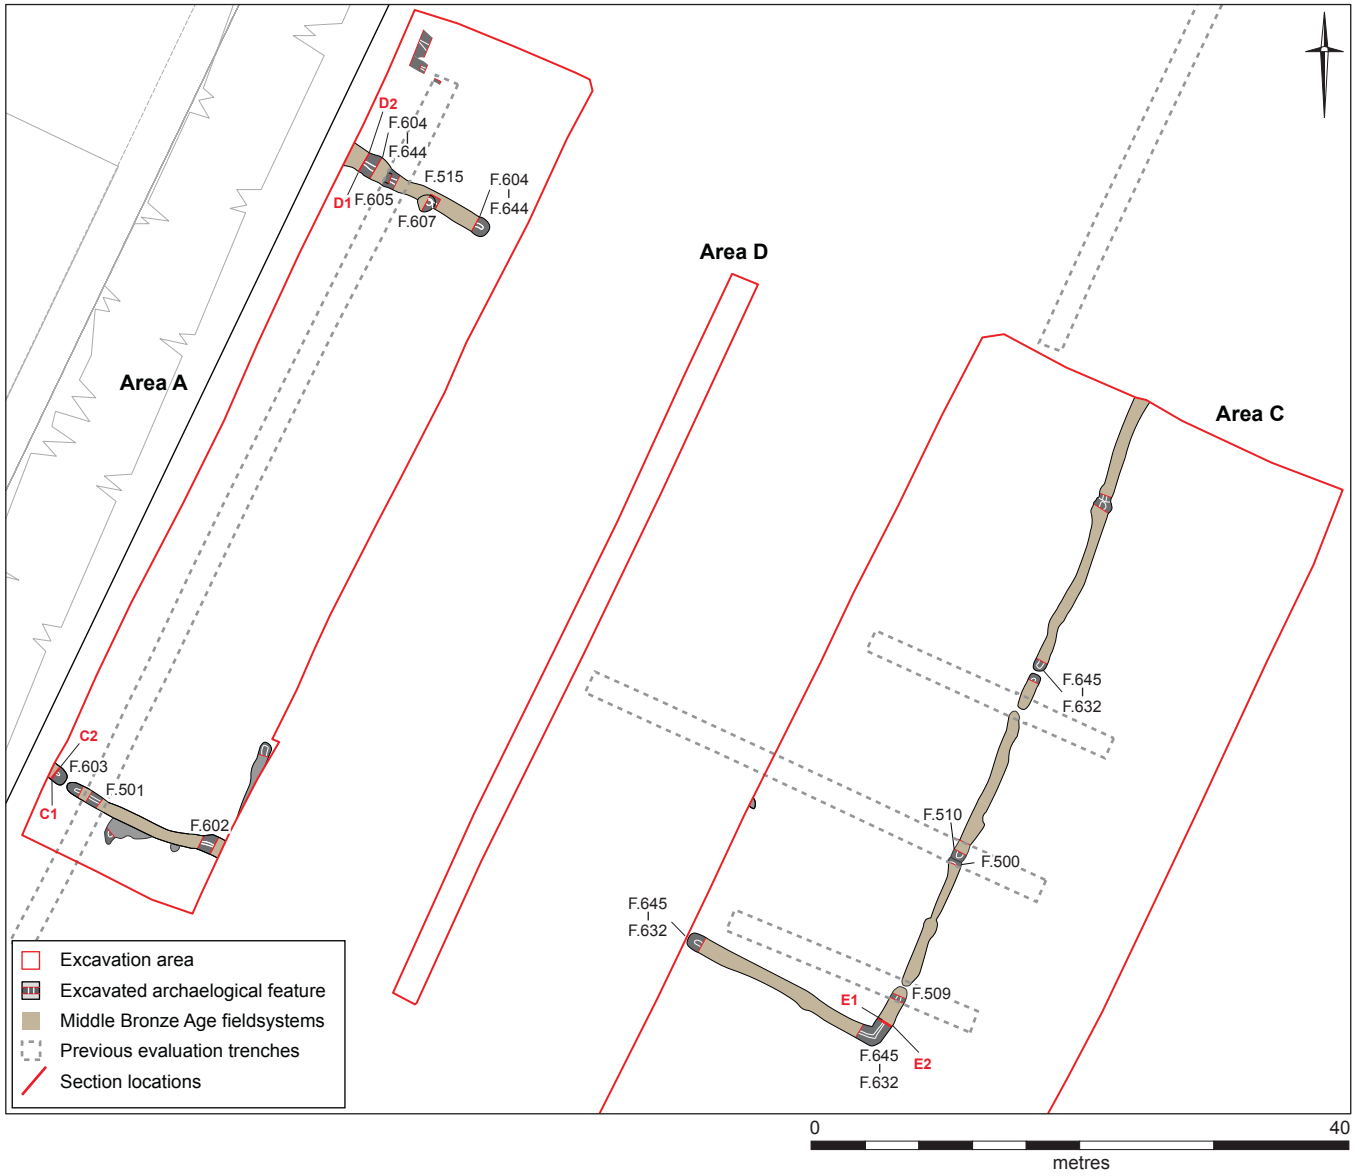 D2
F.604
F.644
F.515
F.604
F.644
D1
F.605
F.607
Area D
Area A
Area C
F.645
F.632
C2
F.603
F.501
C1
F.602
F.510
F.500
F.645
F.632
F.509
E1
E2
F.645
F.632
Excavation area
Excavated archaelogical feature
Middle Bronze Age fieldsystems
Previous evaluation trenches
Section locations
0 40
metres